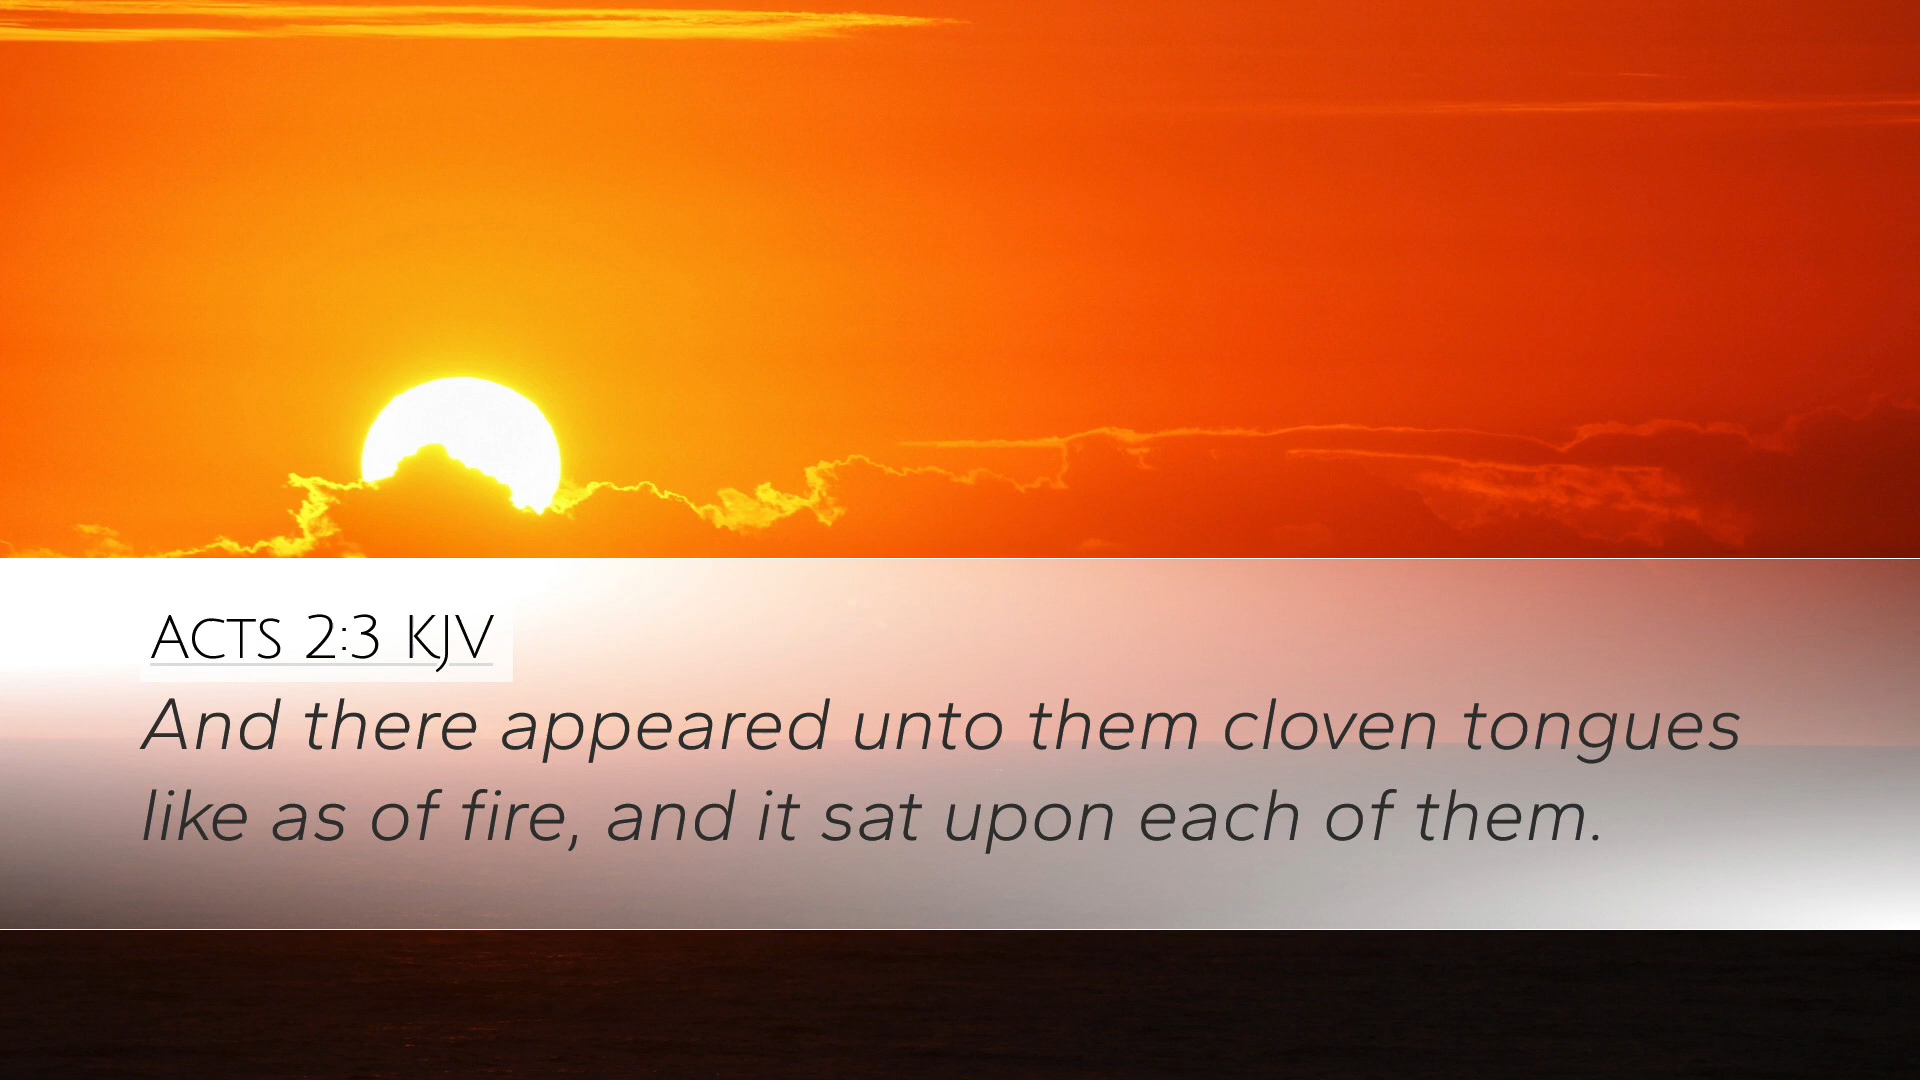 ACTS 2:3 KJV
And there appeared unto them cloven tongues
like as of fire, and it sat upon each of them.